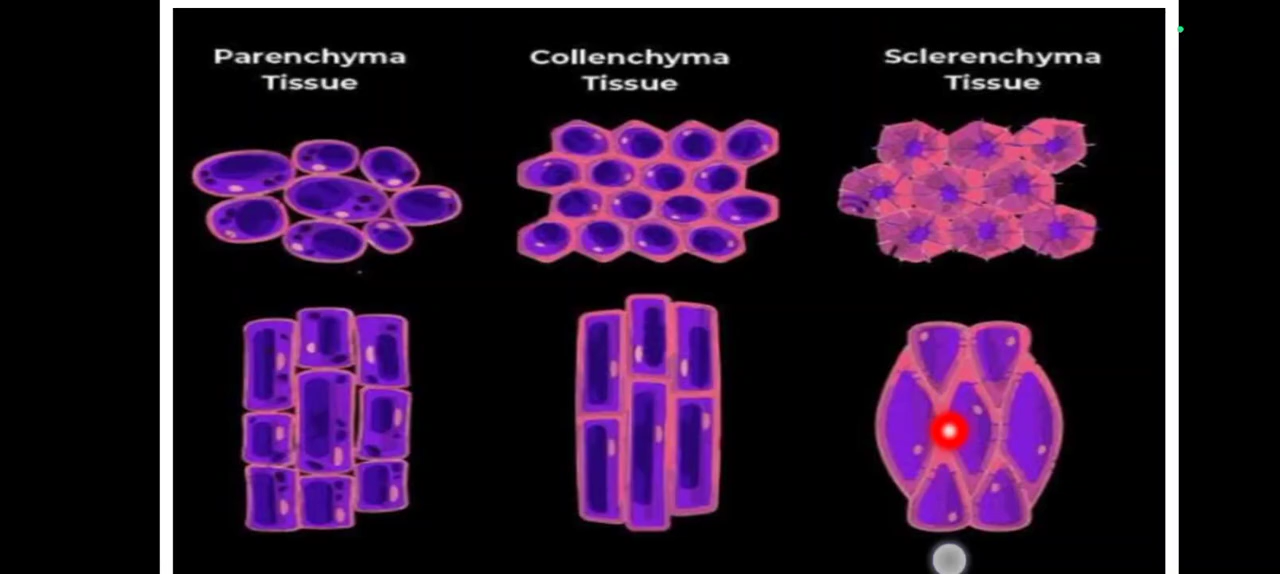 Parenchyma
Tissue
Collenchyma
Tissue
Sclerenchyma
Tissue